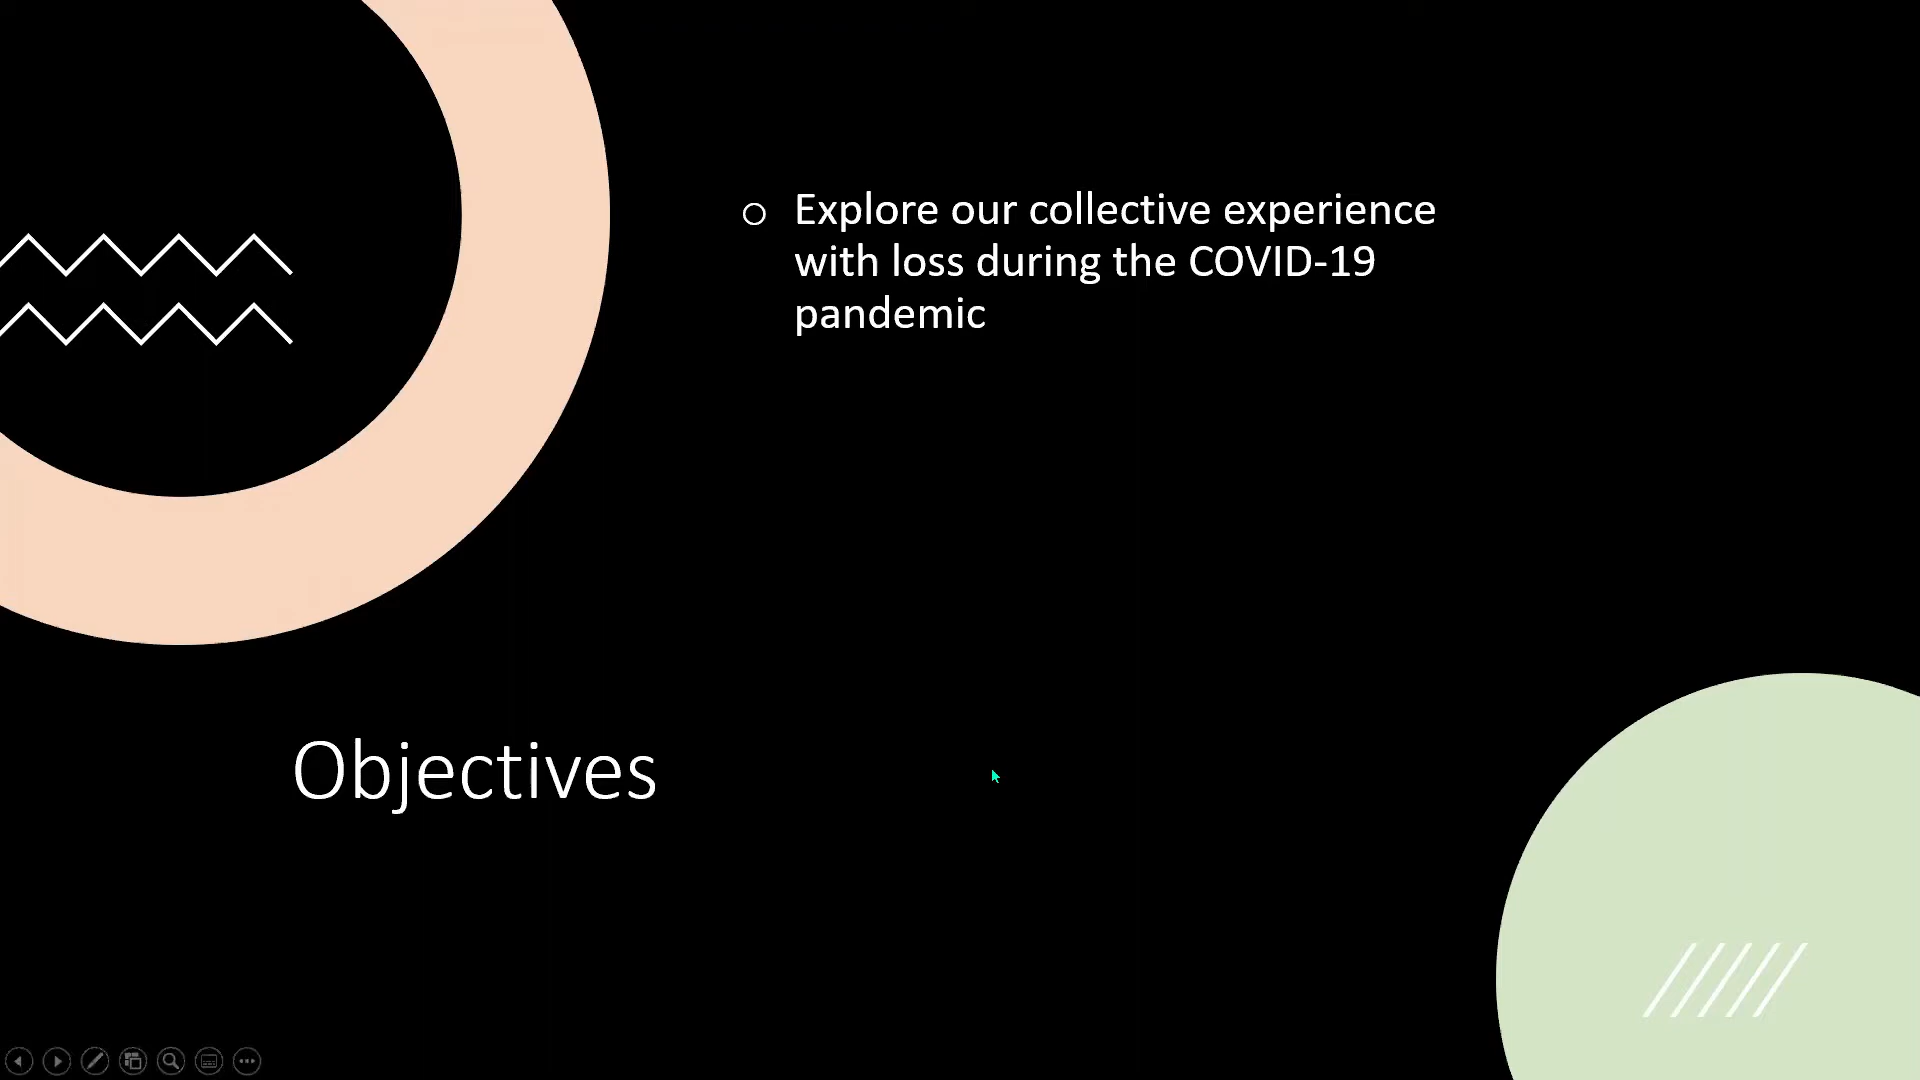 Explore our collective experience
with loss during the COVID-19
pandemic
Objectives